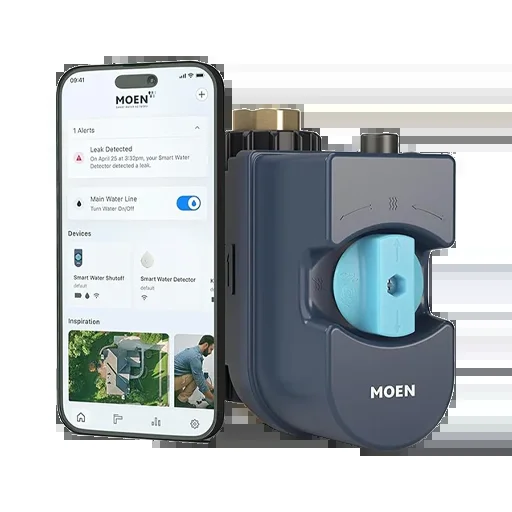 09:41
MOEN
1 Alerts
Leak Detected
On April 25 at 3:32pm, your Smart Water
Detector detected a leak.
Main Water Line
Turn Water On/Off
Devices
Smart Water Shutoff
default
Smart Water Detector
default
Inspiration
MOEN